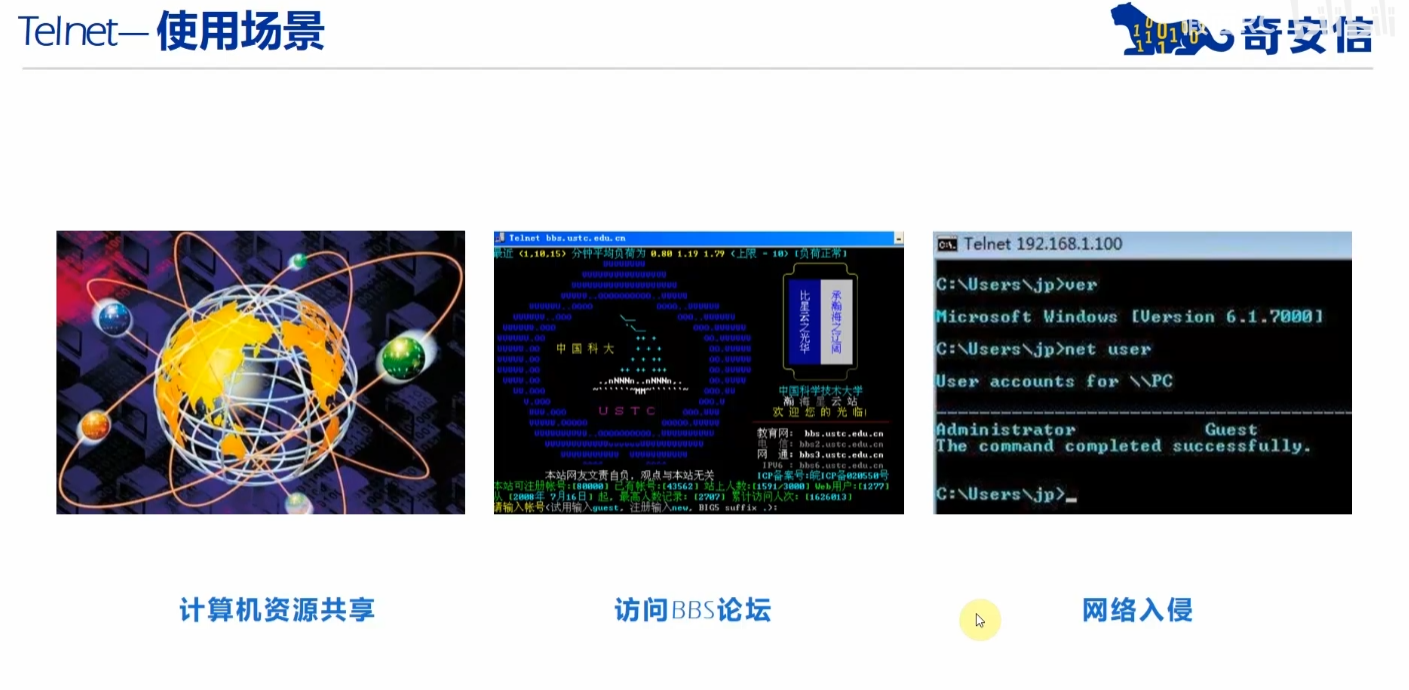 Telnet—使用场景
奇安信
Telnet bbs.ustc.edu.cn
最近 (1,10,15) 分钟平均负荷为 0.80 1.19 1.79 (上限 - 10) [负荷正常]
中国科大
USTC
比星云之光华
承瀚海之辽阔
中国科学技术大学
瀚海星云站
欢迎您的光临!
教育网: bbs.ustc.edu.cn
电 信: bbs2.ustc.edu.cn
网 通: bbs3.ustc.edu.cn
IPV6 : bbs6.ustc.edu.cn
本站网友文责自负, 观点与本站无关
ICP备案号:皖ICP备020550号
本站可注册帐号:[80000] 已有帐号:[43562] 站上人数:[1591/3000] Web用户:[1277]
从 [2008年 7月16日] 起, 最高人数记录: [2707] 累计访问人次: [1626013]
请输入帐号(试用输入guest, 注册输入new, BIG5 suffix .):
Telnet 192.168.1.100
C:\Users\jp>ver
Microsoft Windows [Version 6.1.7000]
C:\Users\jp>net user
User accounts for \\PC
Administrator Guest
The command completed successfully.
C:\Users\jp>_
计算机资源共享
访问BBS论坛
网络入侵